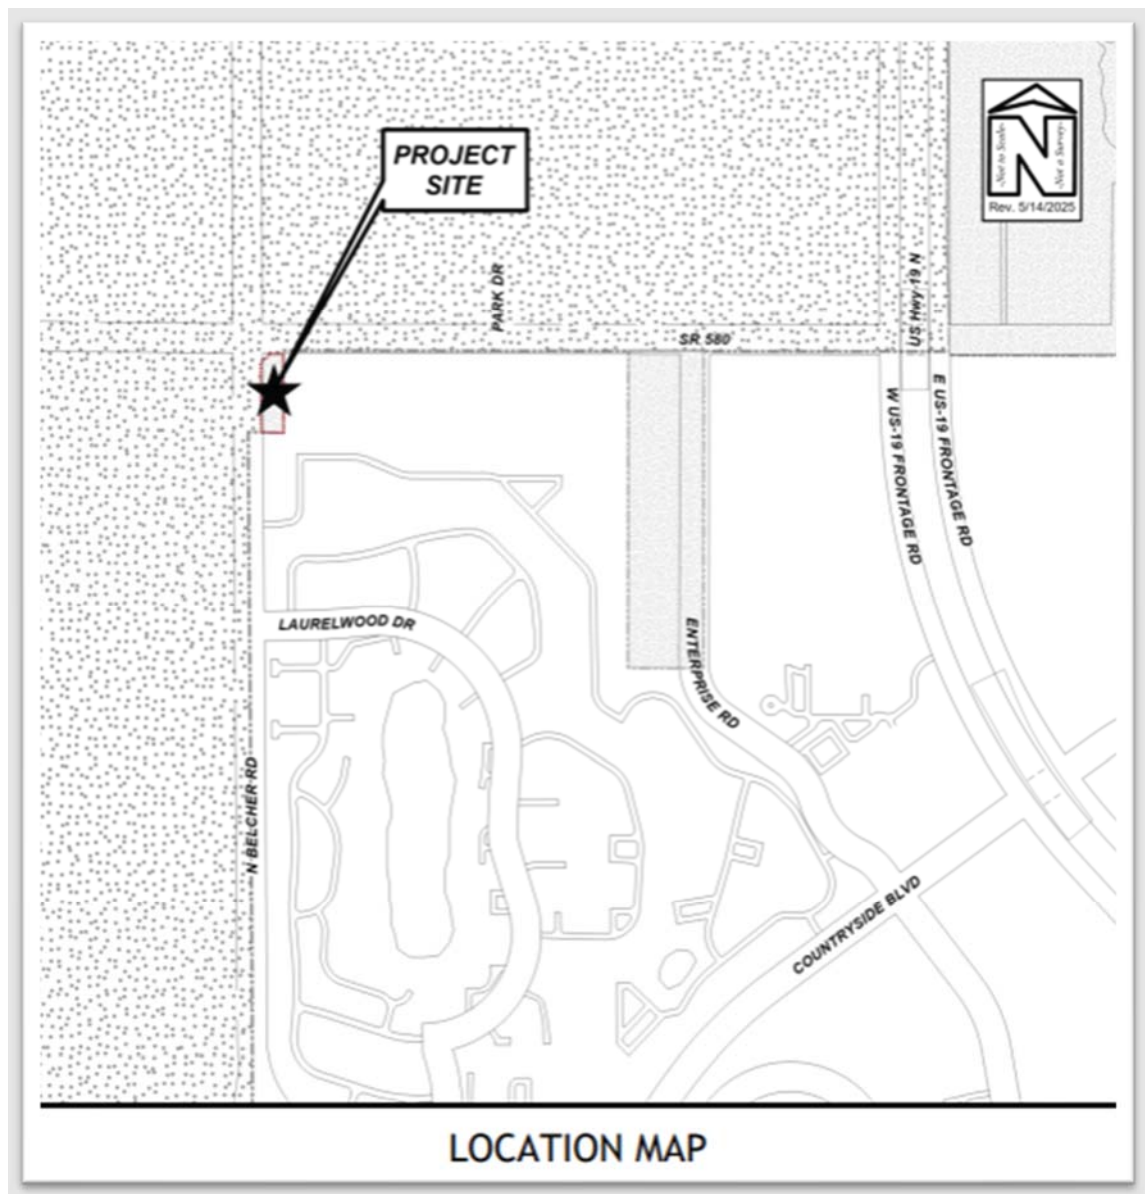 PROJECT
SITE
-Not to Scale-
-Not a Survey-
N
Rev. 5/14/2025
PARK DR
US Hwy 19 N
SR 580
W US-19 FRONTAGE RD
E US-19 FRONTAGE RD
LAURELWOOD DR
ENTERPRISE RD
N BELCHER RD
COUNTRYSIDE BLVD
LOCATION MAP